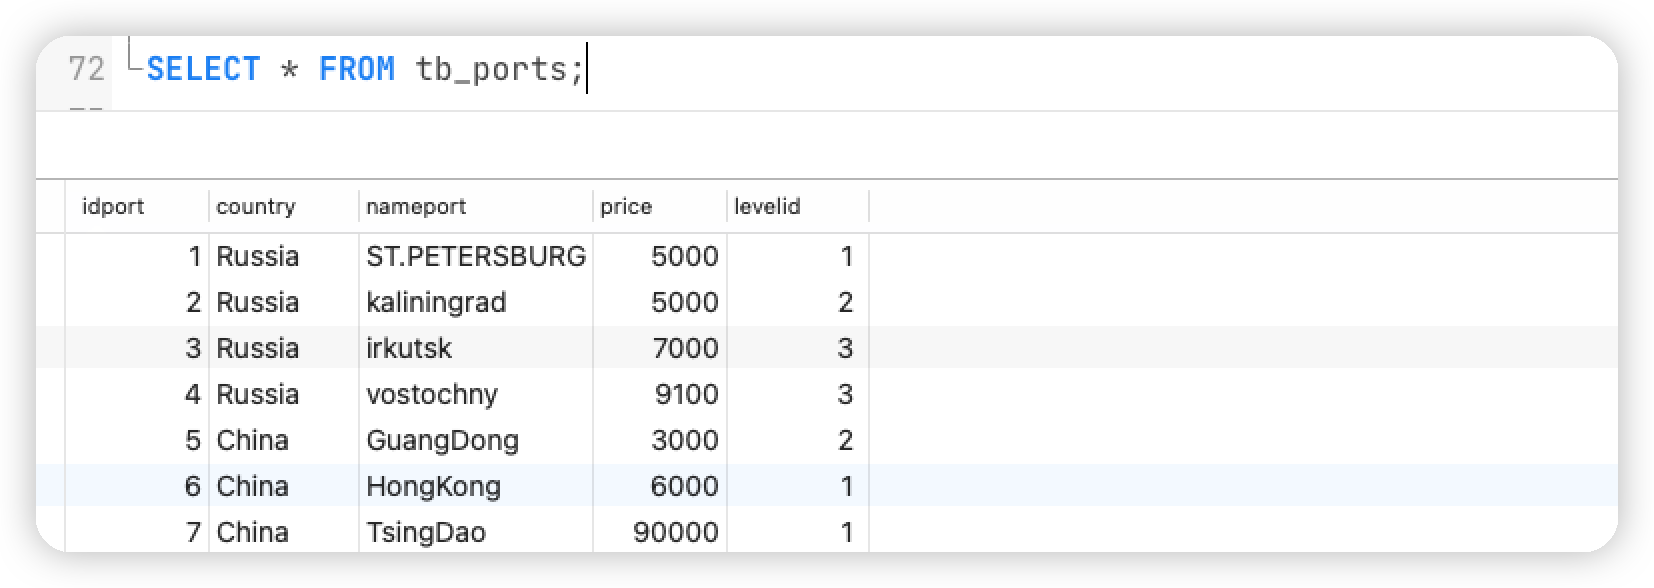 72 SELECT * FROM tb_ports;
idport country nameport price levelid
1 Russia ST.PETERSBURG 5000 1
2 Russia kaliningrad 5000 2
3 Russia irkutsk 7000 3
4 Russia vostochny 9100 3
5 China GuangDong 3000 2
6 China HongKong 6000 1
7 China TsingDao 90000 1